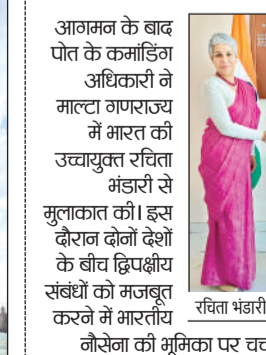 आगमन के बाद
पोत के कमांडिंग
अधिकारी ने
माल्टा गणराज्य
में भारत की
उच्चायुक्त रचिता
भंडारी से
मुलाकात की। इस
दौरान दोनों देशों
के बीच द्विपक्षीय
संबंधों को मजबूत
करने में भारतीय
रचिता भंडारी
नौसेना की भूमिका पर